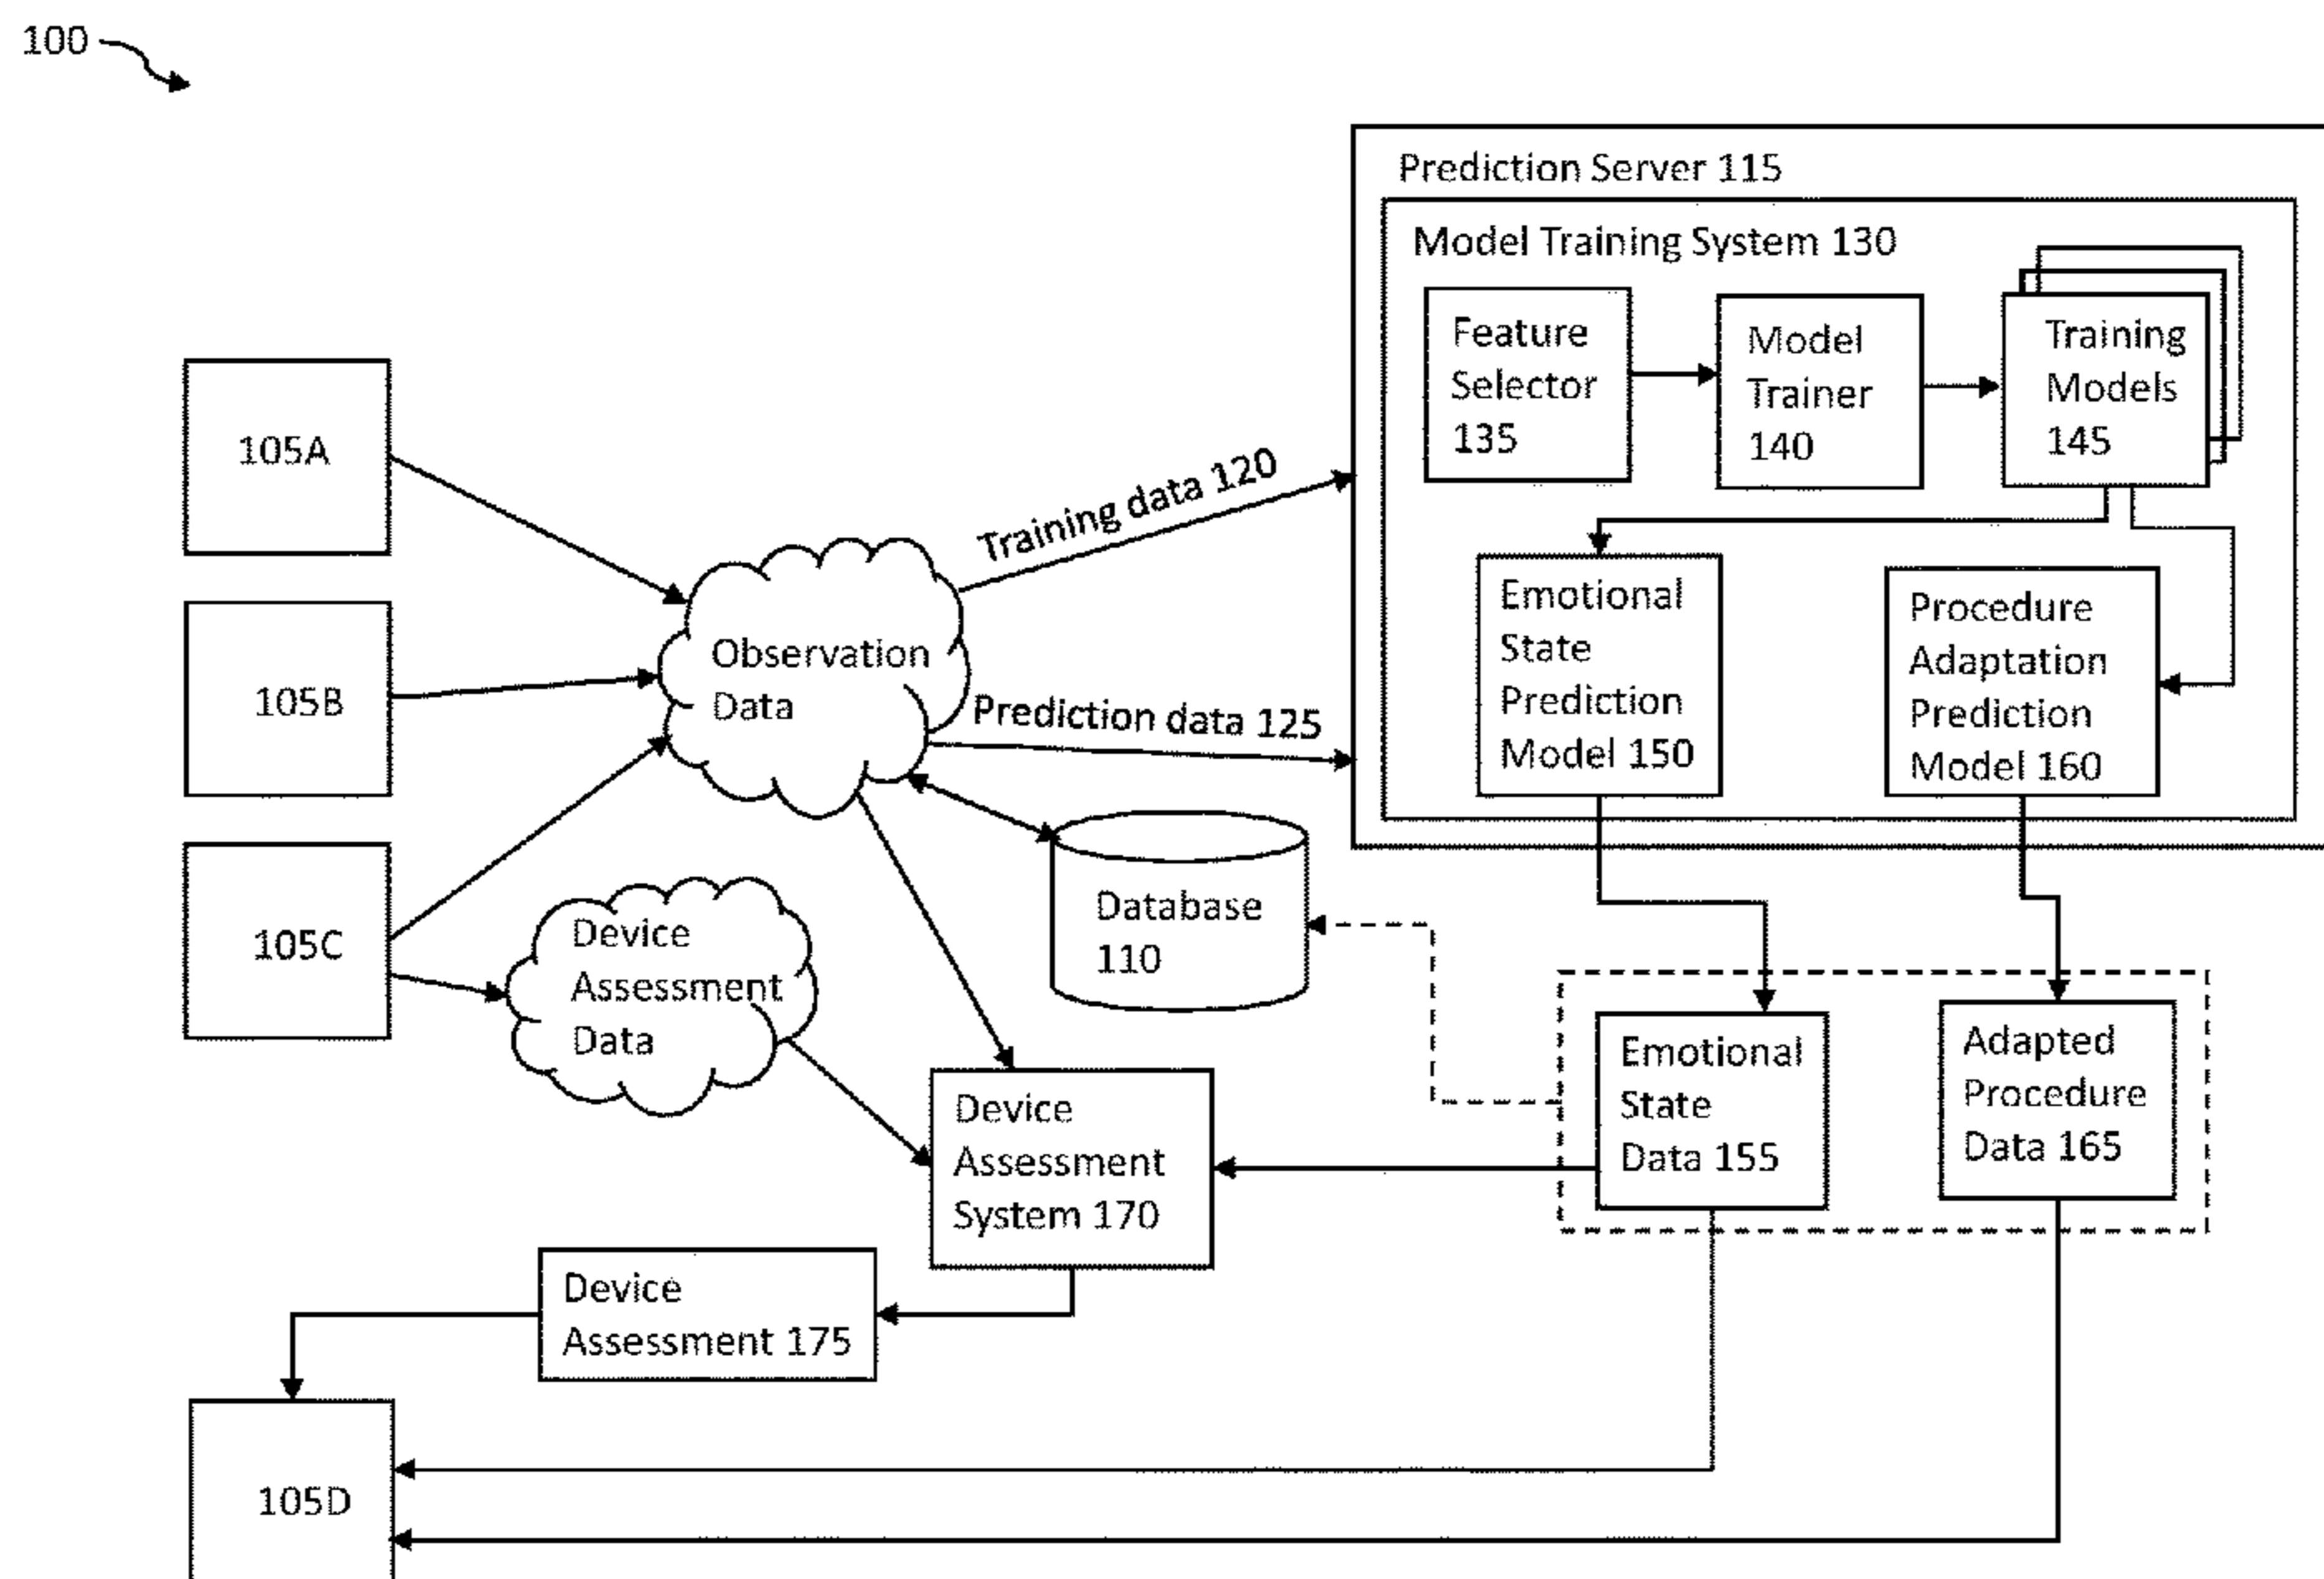 100
Prediction Server 115
Model Training System 130
Feature
Selector
135
Model
Trainer
140
Training
Models
145
105A
Training data 120
105B
Observation
Data
Prediction data 125
Emotional
State
Prediction
Model 150
Procedure
Adaptation
Prediction
Model 160
105C
Device
Assessment
Data
Database
110
Device
Assessment
System 170
Emotional
State
Data 155
Adapted
Procedure
Data 165
Device
Assessment 175
105D